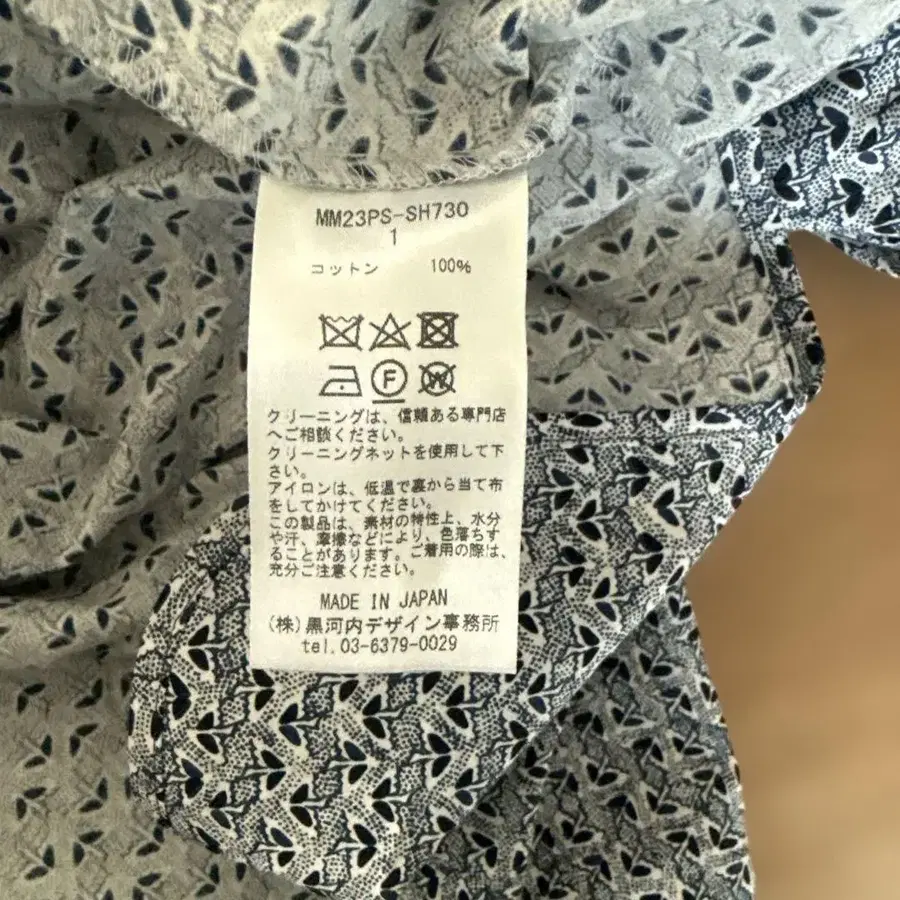 MM23PS-SH730
1
コットン 100%
F W
クリーニングは、信頼ある専門店
へご相談ください。
クリーニングネットを使用して下
さい。
アイロンは、低温で裏から当て布
をしてかけてください。
この製品は、素材の特性上、水分
や汗、摩擦などにより、色落ちす
ることがあります。ご着用の際は、
充分ご注意ください。
MADE IN JAPAN
(株)黒河内デザイン事務所
tel.03-6379-0029